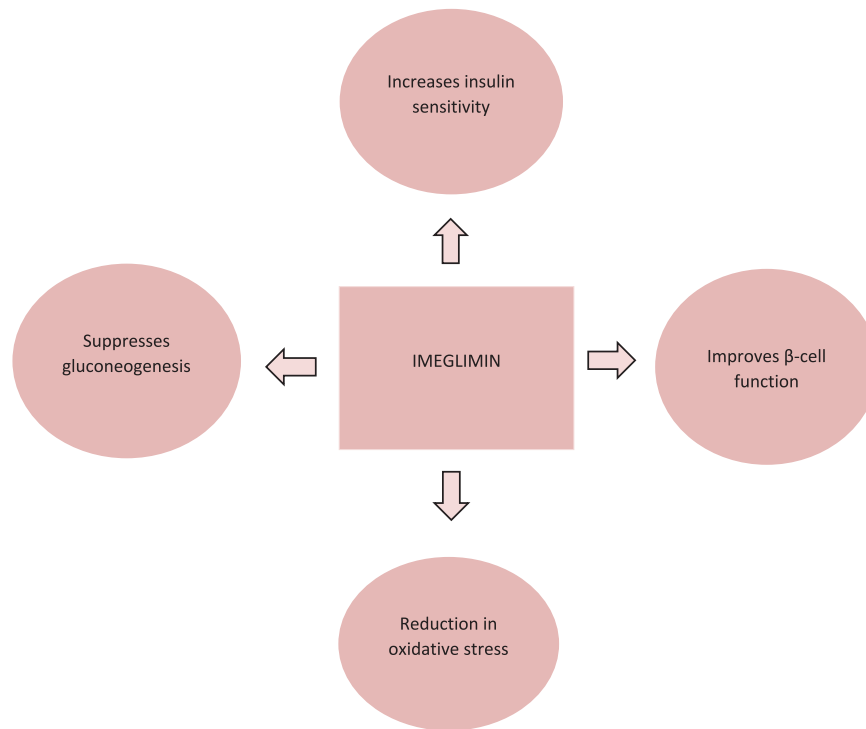 Increases insulin
sensitivity
Suppresses
gluconeogenesis
IMEGLIMIN
Improves β-cell
function
Reduction in
oxidative stress